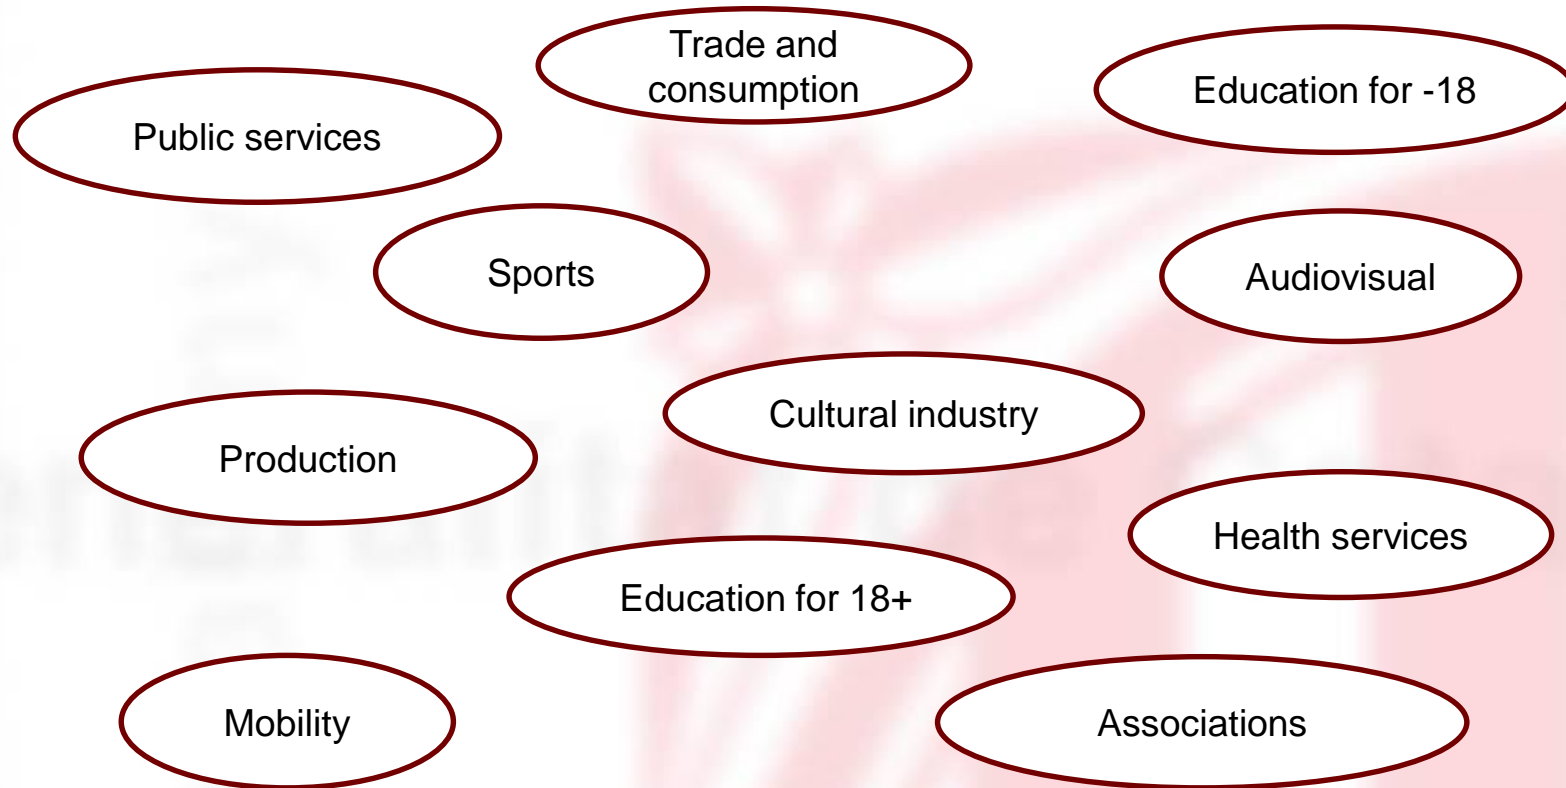 Trade and
consumption
Education for -18
Public services
Sports
Audiovisual
Cultural industry
Production
Health services
Education for 18+
Mobility
Associations